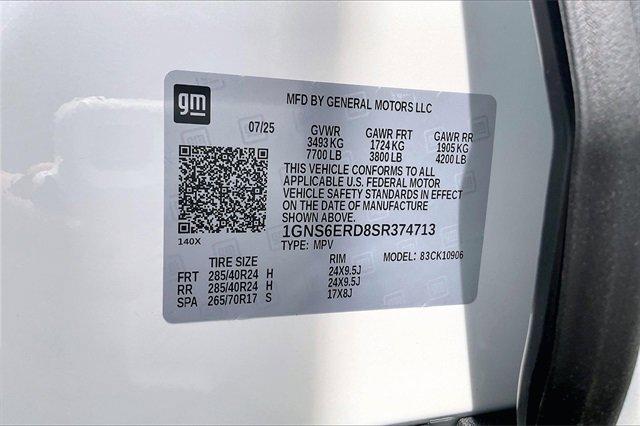 gm
MFD BY GENERAL MOTORS LLC
07/25 GVWR GAWR FRT GAWR RR
3493 KG 1724 KG 1905 KG
7700 LB 3800 LB 4200 LB
THIS VEHICLE CONFORMS TO ALL
APPLICABLE U.S. FEDERAL MOTOR
VEHICLE SAFETY STANDARDS IN EFFECT
ON THE DATE OF MANUFACTURE
SHOWN ABOVE.
1GNS6ERD8SR374713
140X
TYPE: MPV MODEL: 83CK10906
TIRE SIZE RIM
FRT 285/40R24 H 24X9.5J
RR 285/40R24 H 24X9.5J
SPA 265/70R17 S 17X8J